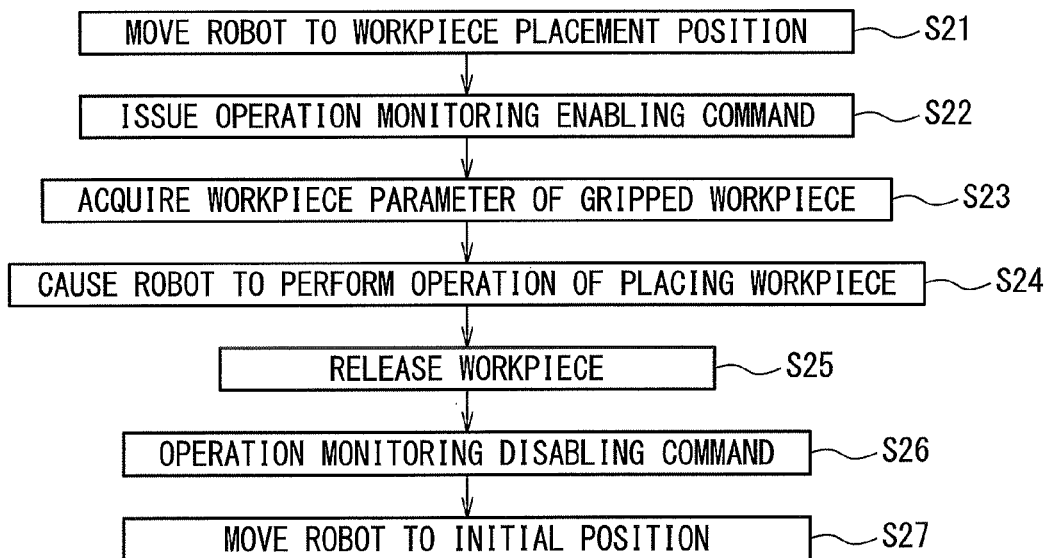 MOVE ROBOT TO WORKPIECE PLACEMENT POSITION S21
ISSUE OPERATION MONITORING ENABLING COMMAND S22
ACQUIRE WORKPIECE PARAMETER OF GRIPPED WORKPIECE S23
CAUSE ROBOT TO PERFORM OPERATION OF PLACING WORKPIECE S24
RELEASE WORKPIECE S25
OPERATION MONITORING DISABLING COMMAND S26
MOVE ROBOT TO INITIAL POSITION S27